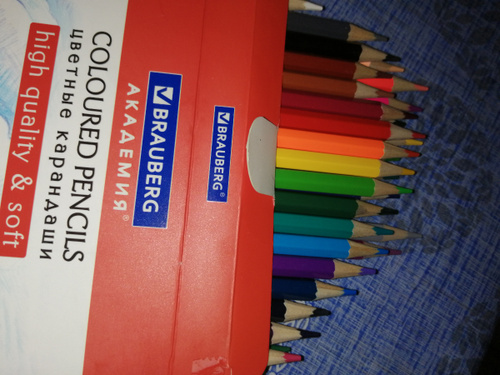 BRAUBERG®
BRAUBERG
АКАДЕМИЯ®
COLOURED PENCILS
цветные карандаши
high quality & soft